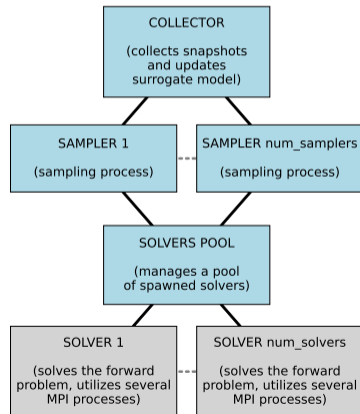 COLLECTOR
(collects snapshots
and updates
surrogate model)
SAMPLER 1
(sampling process)
SAMPLER num_samplers
(sampling process)
SOLVERS POOL
(manages a pool
of spawned solvers)
SOLVER 1
(solves the forward
problem, utilizes several
MPI processes)
SOLVER num_solvers
(solves the forward
problem, utilizes several
MPI processes)